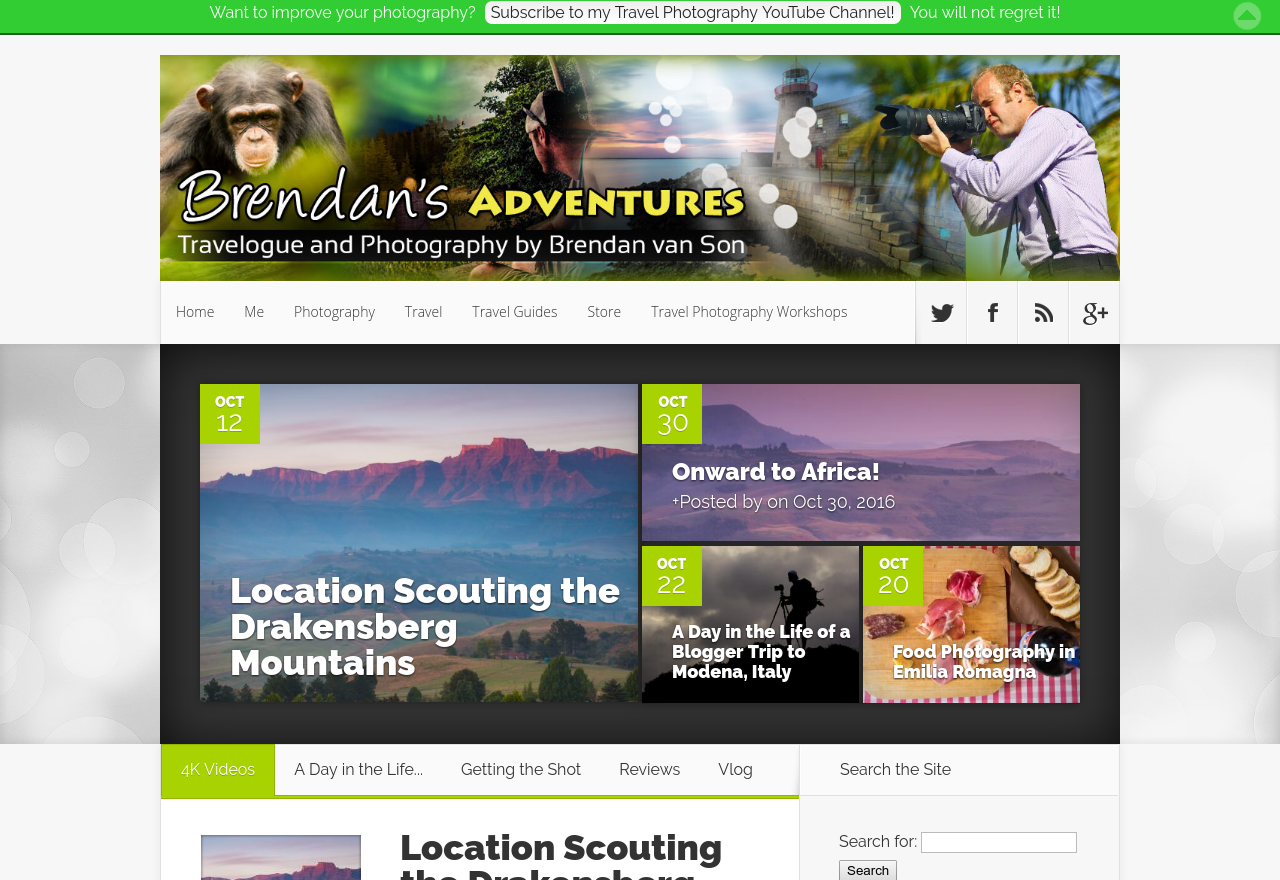 Want to improve your photography? Subscribe to my Travel Photography YouTube Channel! You will not regret it!
Brendan's ADVENTURES
Travelogue and Photography by Brendan van Son
Home Me Photography Travel Travel Guides Store Travel Photography Workshops
OCT
12
Location Scouting the
Drakensberg
Mountains
OCT
30
Onward to Africa!
+Posted by on Oct 30, 2016
OCT
22
A Day in the Life of a
Blogger Trip to
Modena, Italy
OCT
20
Food Photography in
Emilia Romagna
4K Videos A Day in the Life... Getting the Shot Reviews Vlog
Search the Site
Location Scouting
the Drakensberg
Search for:
Search